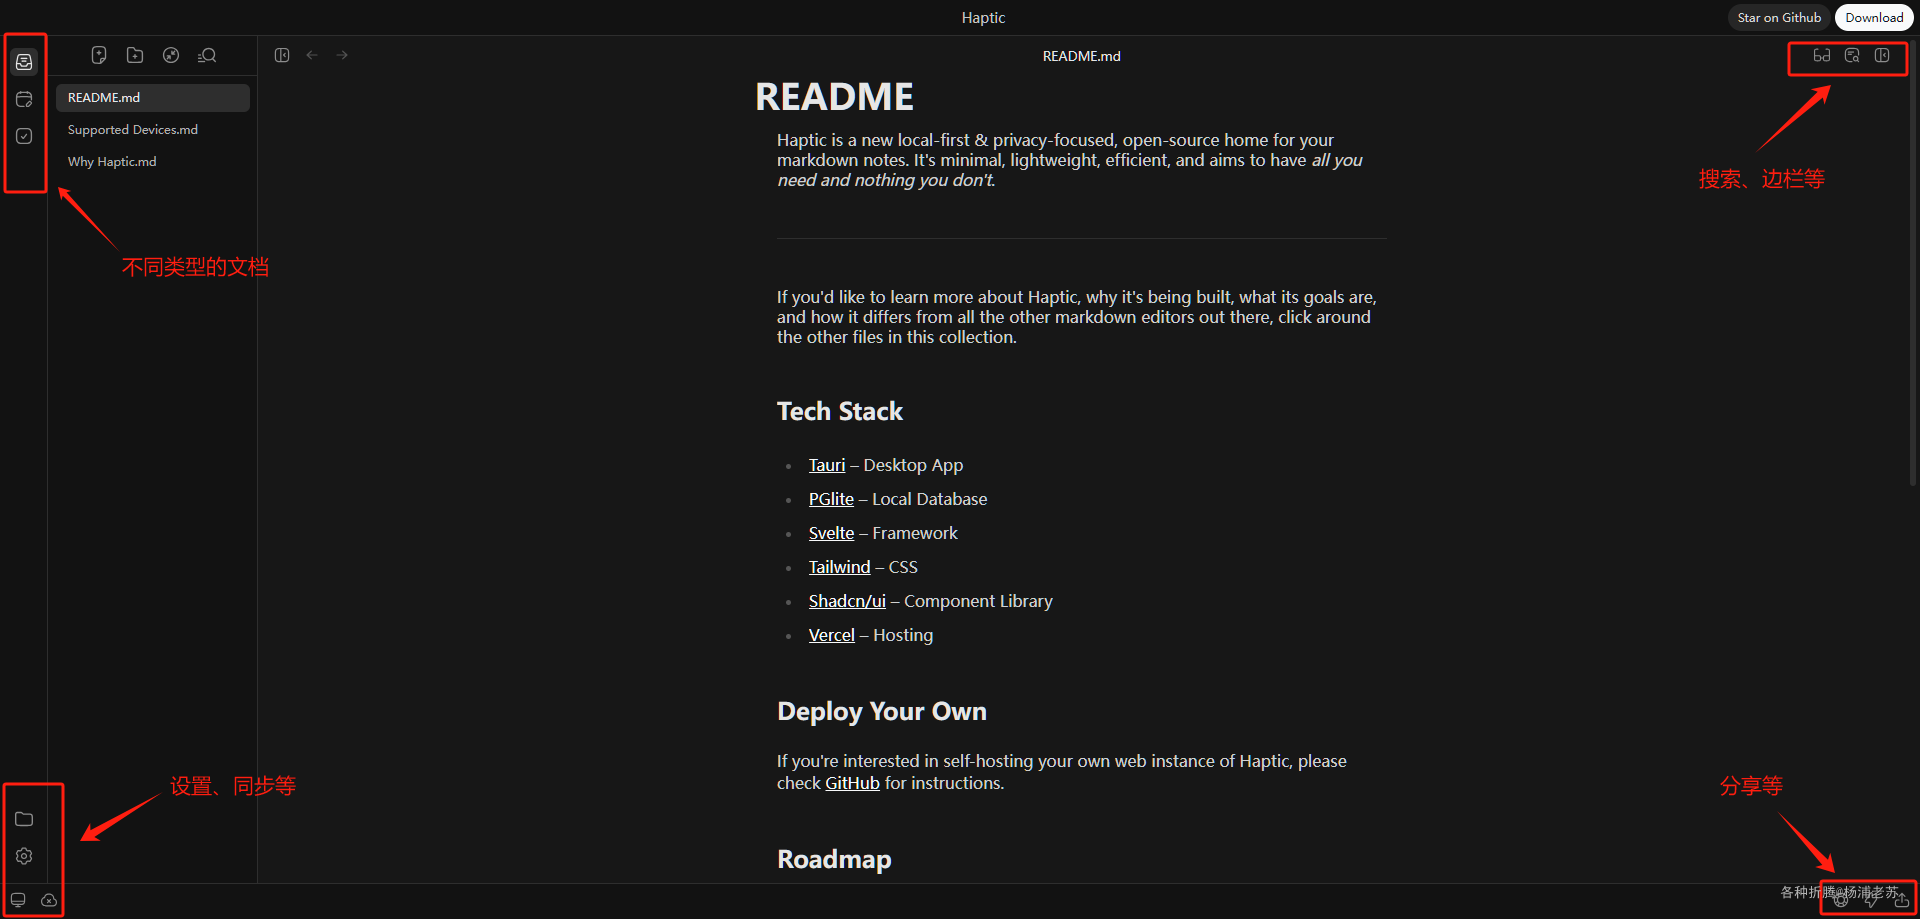 Haptic
Star on Github
Download
README.md
README.md
Supported Devices.md
Why Haptic.md
README
Haptic is a new local-first & privacy-focused, open-source home for your
markdown notes. It's minimal, lightweight, efficient, and aims to have all you
need and nothing you don't.
搜索、边栏等
不同类型的文档
If you'd like to learn more about Haptic, why it's being built, what its goals are,
and how it differs from all the other markdown editors out there, click around
the other files in this collection.
Tech Stack
• Tauri – Desktop App
• PGlite – Local Database
• Svelte – Framework
• Tailwind – CSS
• Shadcn/ui – Component Library
• Vercel – Hosting
Deploy Your Own
If you're interested in self-hosting your own web instance of Haptic, please
check GitHub for instructions.
设置、同步等
分享等
Roadmap
各种折腾@杨浦老苏